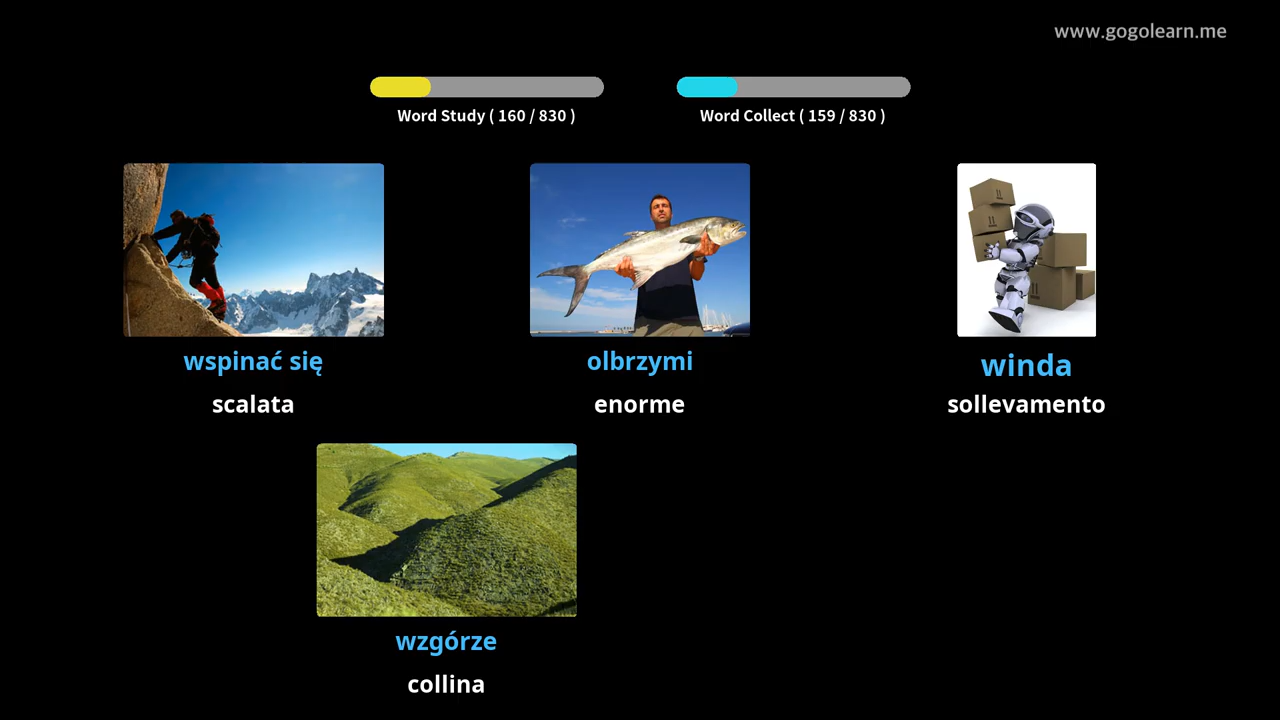 www.gogolearn.me
Word Study ( 160 / 830 )
Word Collect ( 159 / 830 )
wspinać się
scalata
olbrzymi
enorme
winda
sollevamento
wzgórze
collina